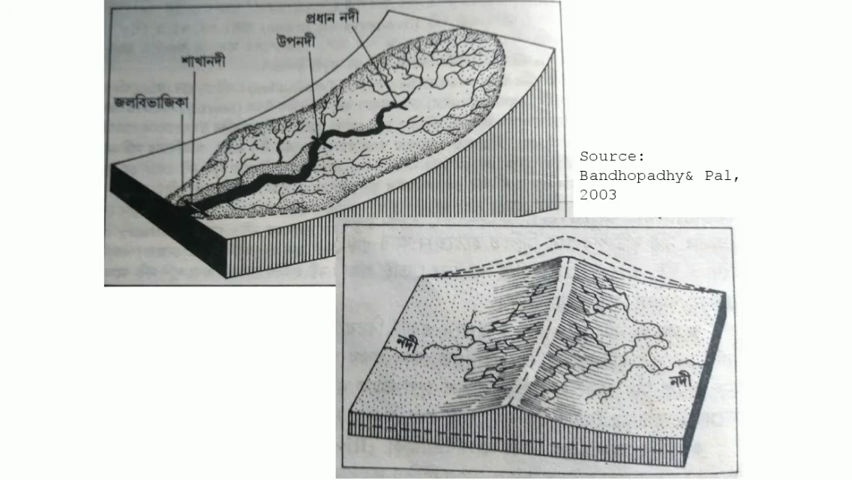 প্রধান নদী
উপনদী
শাখানদী
জলবিভাজিকা
Source:
Bandhopadhy& Pal,
2003
নদী
নদী